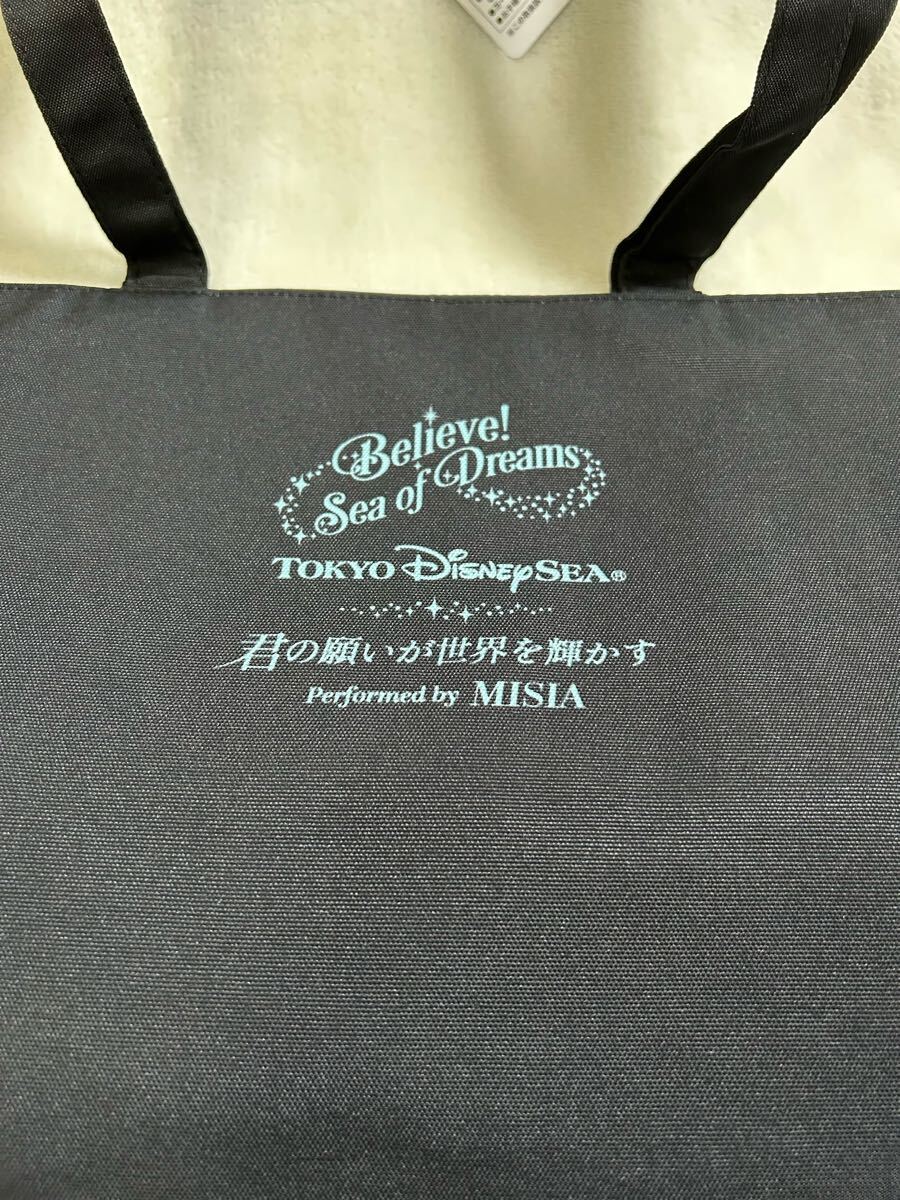 Believe!
Sea of Dreams
TOKYO DISNEYSEA®
君の願いが世界を輝かす
Performed by MISIA